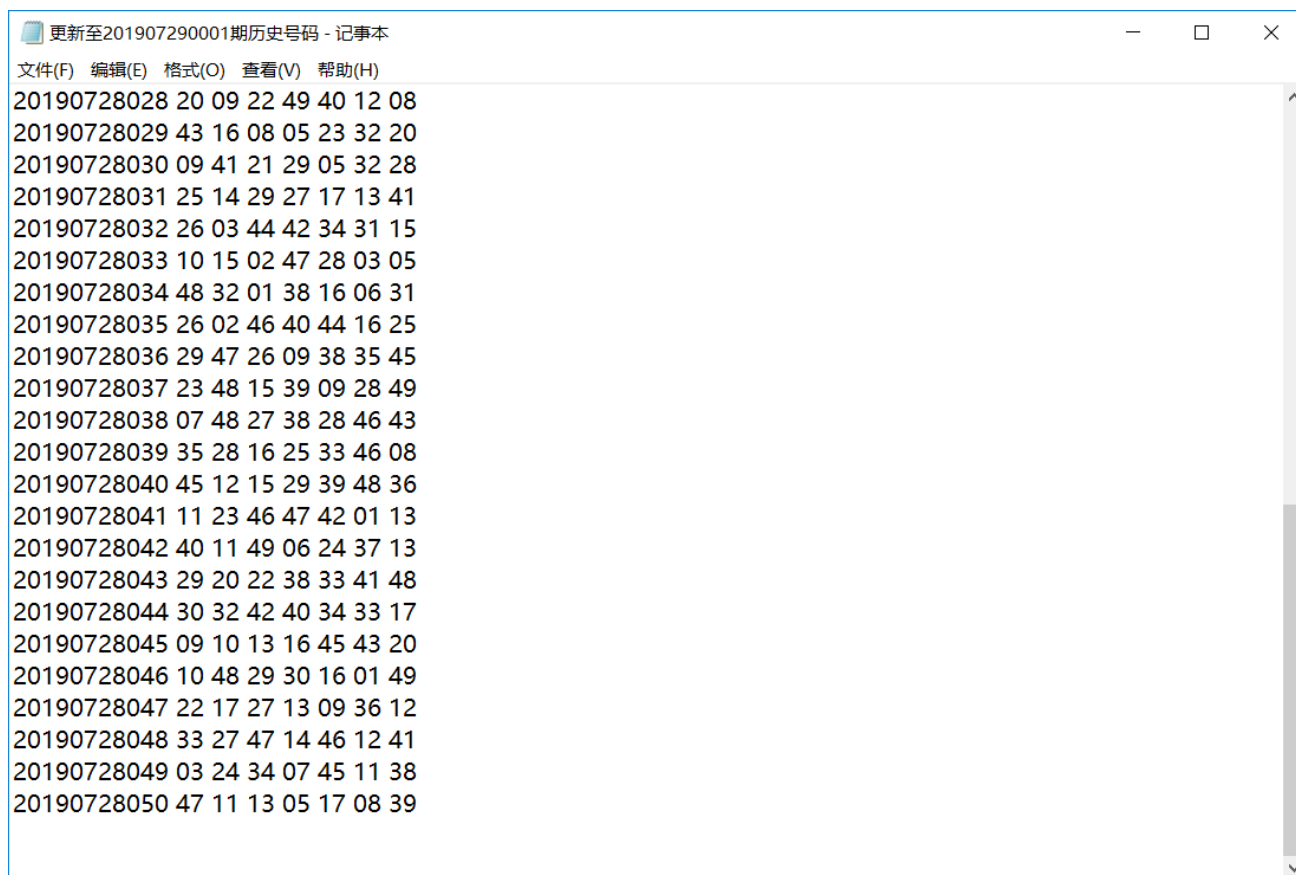 更新至201907290001期历史号码 - 记事本
文件(F) 编辑(E) 格式(O) 查看(V) 帮助(H)
20190728028 20 09 22 49 40 12 08
20190728029 43 16 08 05 23 32 20
20190728030 09 41 21 29 05 32 28
20190728031 25 14 29 27 17 13 41
20190728032 26 03 44 42 34 31 15
20190728033 10 15 02 47 28 03 05
20190728034 48 32 01 38 16 06 31
20190728035 26 02 46 40 44 16 25
20190728036 29 47 26 09 38 35 45
20190728037 23 48 15 39 09 28 49
20190728038 07 48 27 38 28 46 43
20190728039 35 28 16 25 33 46 08
20190728040 45 12 15 29 39 48 36
20190728041 11 23 46 47 42 01 13
20190728042 40 11 49 06 24 37 13
20190728043 29 20 22 38 33 41 48
20190728044 30 32 42 40 34 33 17
20190728045 09 10 13 16 45 43 20
20190728046 10 48 29 30 16 01 49
20190728047 22 17 27 13 09 36 12
20190728048 33 27 47 14 46 12 41
20190728049 03 24 34 07 45 11 38
20190728050 47 11 13 05 17 08 39